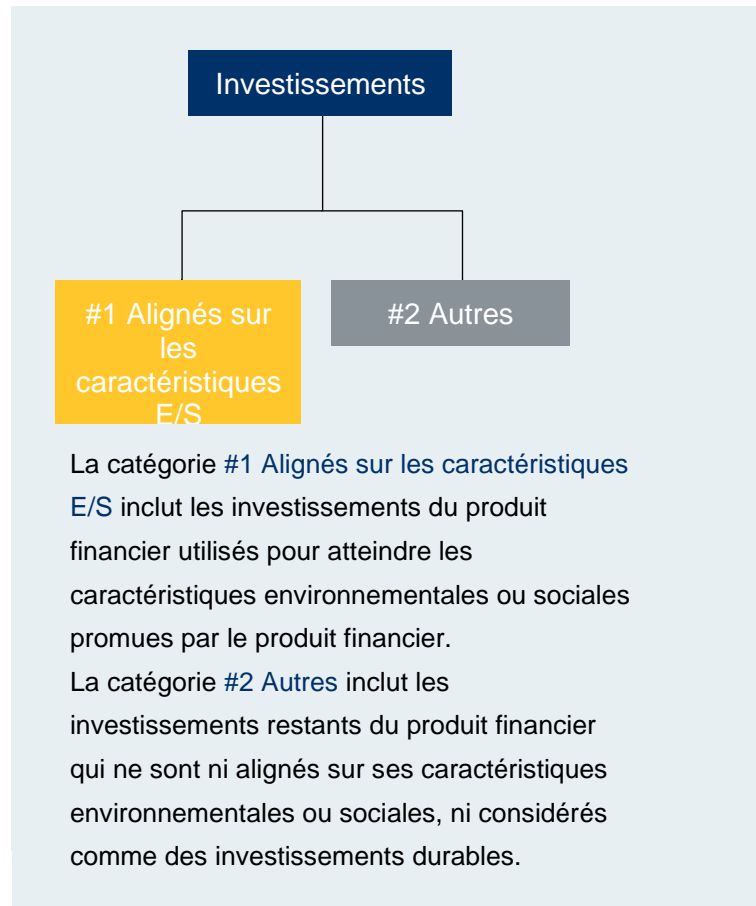 Investissements
#1 Alignés sur
les
caractéristiques
E/S
#2 Autres
La catégorie #1 Alignés sur les caractéristiques
E/S inclut les investissements du produit
financier utilisés pour atteindre les
caractéristiques environnementales ou sociales
promues par le produit financier.
La catégorie #2 Autres inclut les
investissements restants du produit financier
qui ne sont ni alignés sur ses caractéristiques
environnementales ou sociales, ni considérés
comme des investissements durables.